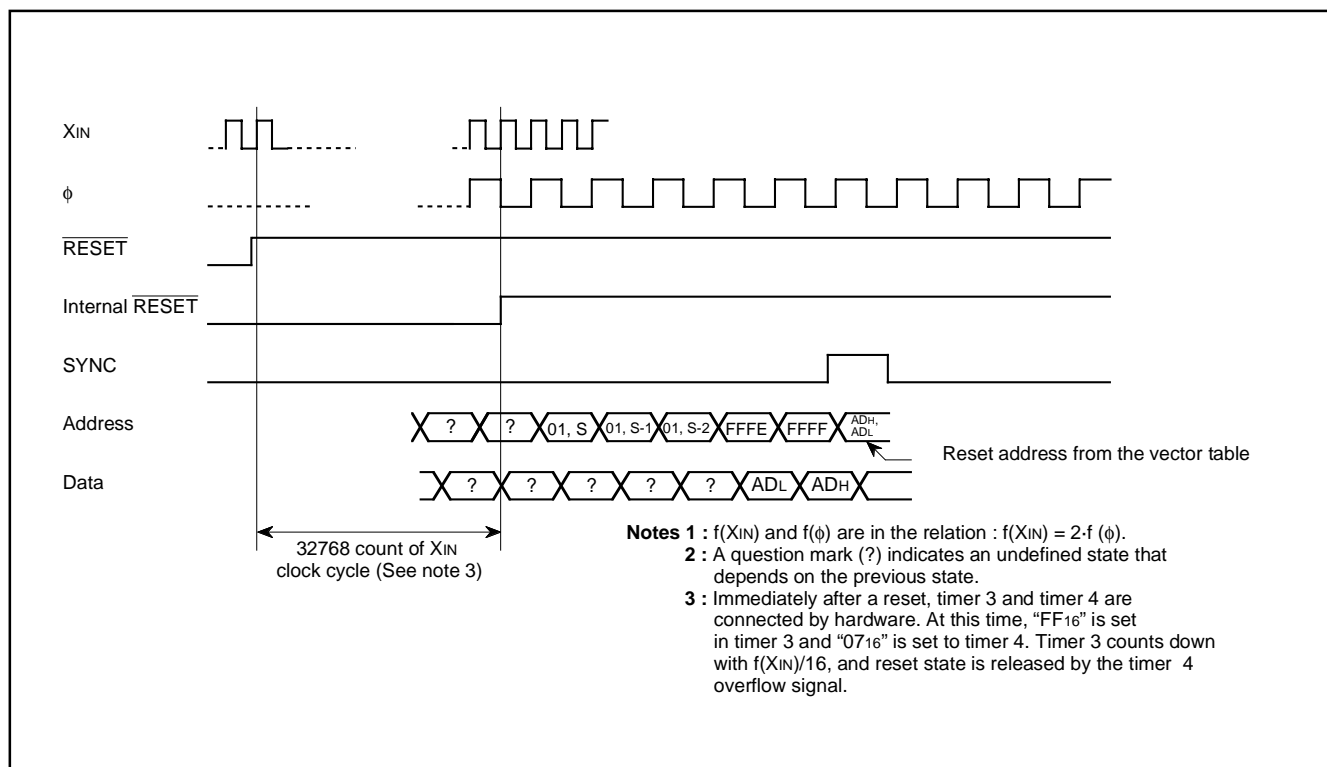 XIN
ϕ
RESET
Internal RESET
SYNC
Address
? ? 01, S 01, S-1 01, S-2 FFFE FFFF ADH,
ADL
Reset address from the vector table
Data
? ? ? ? ? ADL ADH
32768 count of XIN
clock cycle (See note 3)
Notes 1 : f(XIN) and f(ϕ) are in the relation : f(XIN) = 2·f (ϕ).
2 : A question mark (?) indicates an undefined state that
depends on the previous state.
3 : Immediately after a reset, timer 3 and timer 4 are
connected by hardware. At this time, “FF16” is set
in timer 3 and “0716” is set to timer 4. Timer 3 counts down
with f(XIN)/16, and reset state is released by the timer 4
overflow signal.